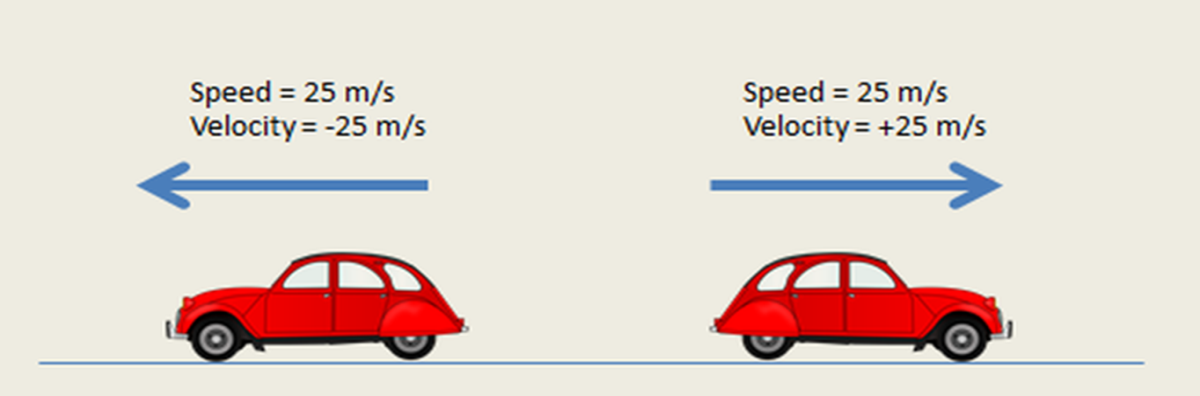 Speed = 25 m/s
Velocity = -25 m/s
Speed = 25 m/s
Velocity = +25 m/s